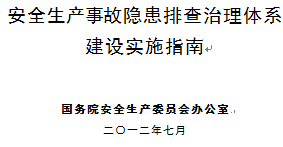 安全生产事故隐患排查治理体系
建设实施指南
国务院安全生产委员会办公室
二〇一二年七月